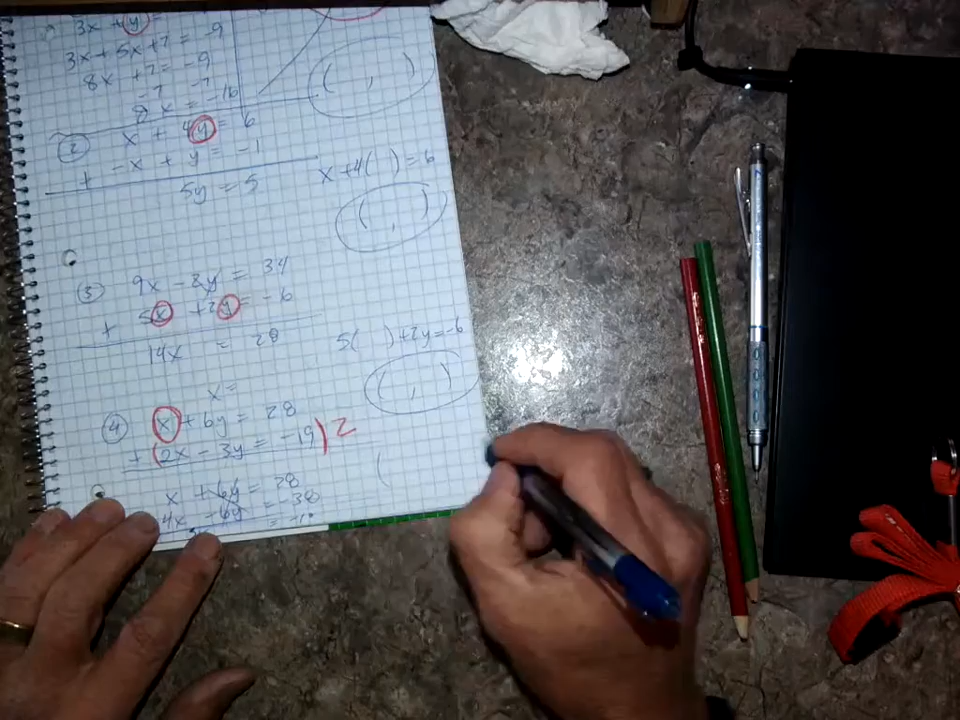 3x + y =
3x + 5x + 7 = -9
8x + 7 = -9
-7 -7
8x = -16
( , )
2 x + 4y = 6
+ -x + y = -1
5y = 5
x + 4( ) = 6
( , )
3 9x - 2y = 34
+ 5x + 2y = -6
14x = 28
5( ) + 2y = -6
x =
( , )
4 x + 6y = 28
+ (2x - 3y = -19) 2
(
x + 6y = 28
4x - 6y = -38